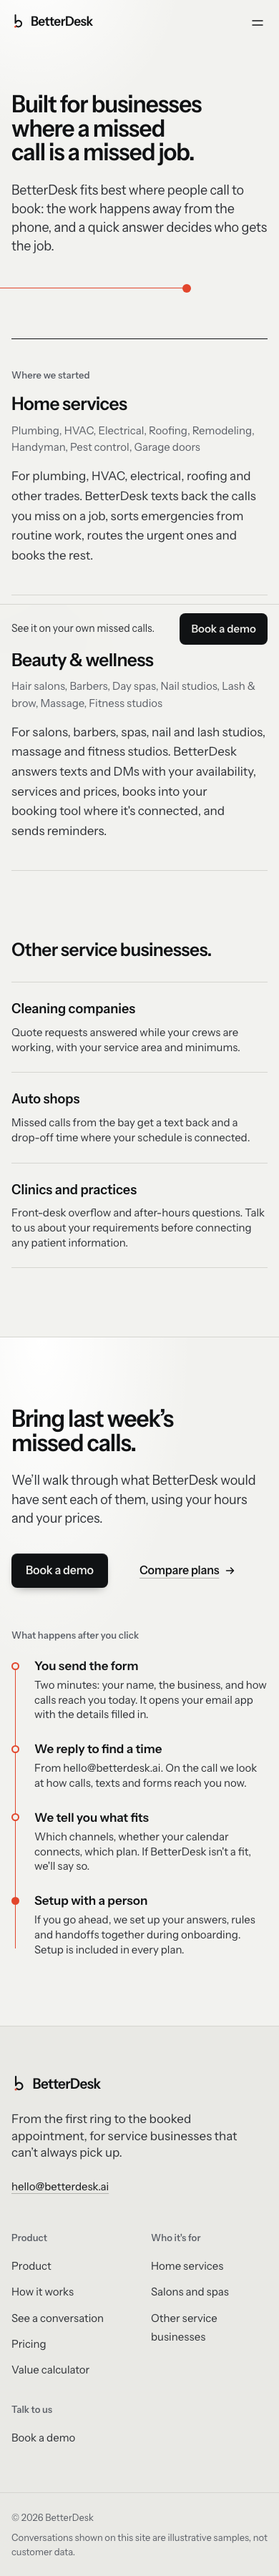 BetterDesk
Built for businesses
where a missed
call is a missed job.
BetterDesk fits best where people call to
book: the work happens away from the
phone, and a quick answer decides who gets
the job.
Where we started
Home services
Plumbing, HVAC, Electrical, Roofing, Remodeling,
Handyman, Pest control, Garage doors
For plumbing, HVAC, electrical, roofing and
other trades. BetterDesk texts back the calls
you miss on a job, sorts emergencies from
routine work, routes the urgent ones and
books the rest.
See it on your own missed calls.
Book a demo
Beauty & wellness
Hair salons, Barbers, Day spas, Nail studios, Lash &
brow, Massage, Fitness studios
For salons, barbers, spas, nail and lash studios,
massage and fitness studios. BetterDesk
answers texts and DMs with your availability,
services and prices, books into your
booking tool where it's connected, and
sends reminders.
Other service businesses.
Cleaning companies
Quote requests answered while your crews are
working, with your service area and minimums.
Auto shops
Missed calls from the bay get a text back and a
drop-off time where your schedule is connected.
Clinics and practices
Front-desk overflow and after-hours questions. Talk
to us about your requirements before connecting
any patient information.
Bring last week’s
missed calls.
We’ll walk through what BetterDesk would
have sent each of them, using your hours
and your prices.
Book a demo
Compare plans →
What happens after you click
You send the form
Two minutes: your name, the business, and how
calls reach you today. It opens your email app
with the details filled in.
We reply to find a time
From hello@betterdesk.ai. On the call we look
at how calls, texts and forms reach you now.
We tell you what fits
Which channels, whether your calendar
connects, which plan. If BetterDesk isn’t a fit,
we’ll say so.
Setup with a person
If you go ahead, we set up your answers, rules
and handoffs together during onboarding.
Setup is included in every plan.
BetterDesk
From the first ring to the booked
appointment, for service businesses that
can’t always pick up.
hello@betterdesk.ai
Product
Product
How it works
See a conversation
Pricing
Value calculator
Who it’s for
Home services
Salons and spas
Other service
businesses
Talk to us
Book a demo
© 2026 BetterDesk
Conversations shown on this site are illustrative samples, not
customer data.